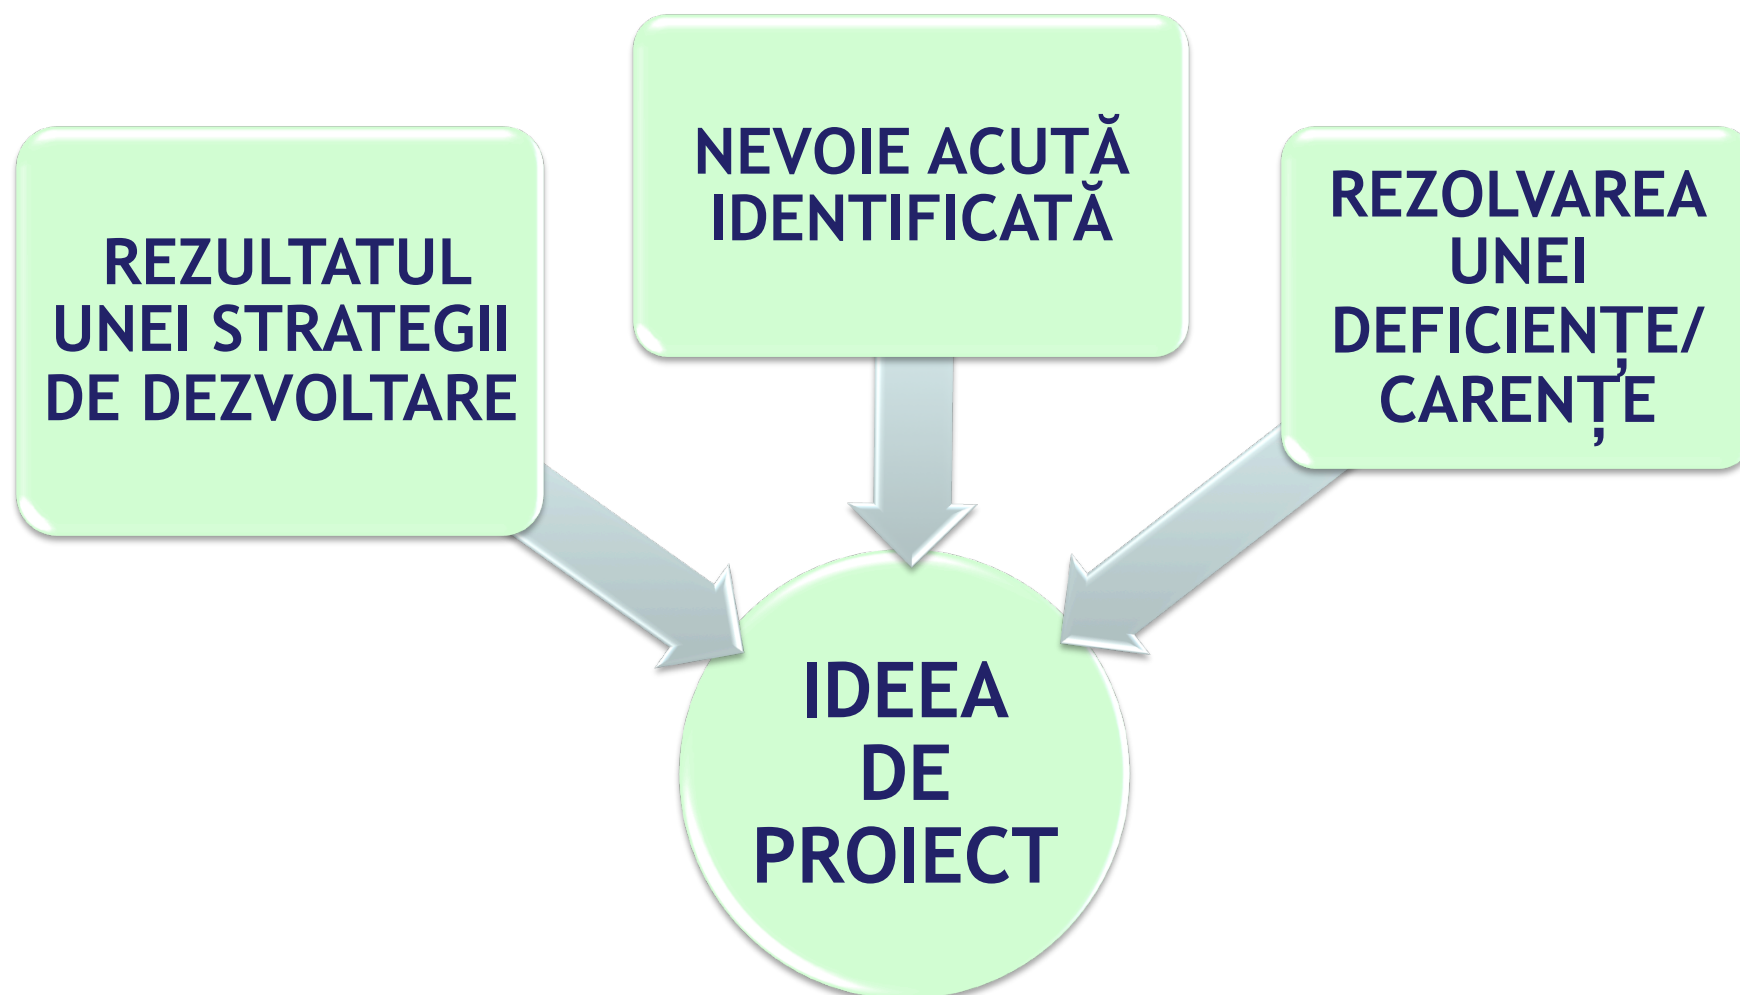 REZULTATUL
UNEI STRATEGII
DE DEZVOLTARE
NEVOIE ACUTĂ
IDENTIFICATĂ
REZOLVAREA
UNEI
DEFICIENȚE/
CARENȚE
IDEEA
DE
PROIECT